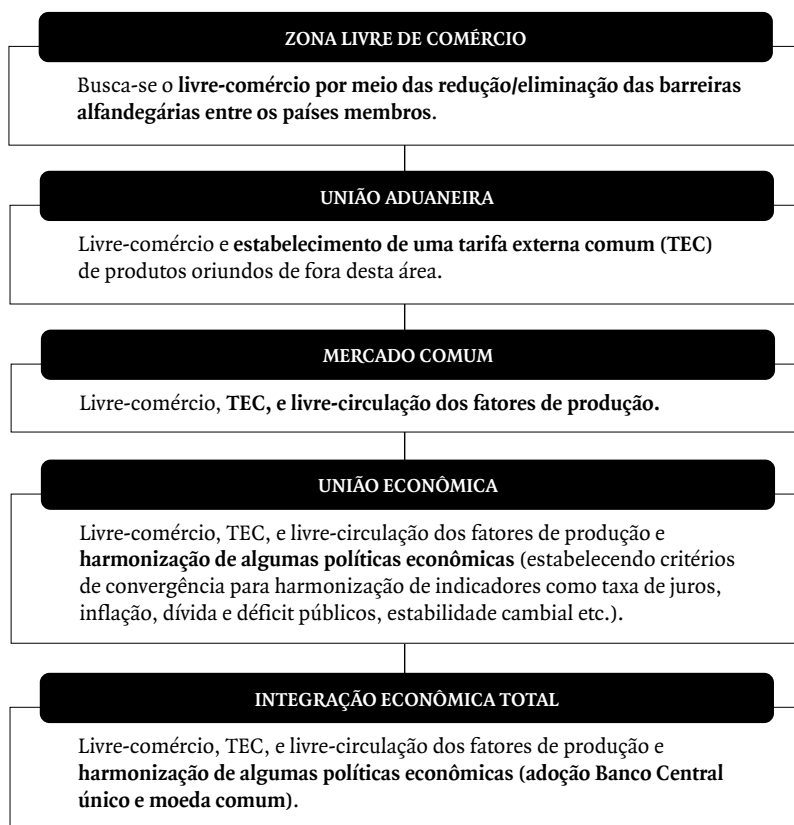 ZONA LIVRE DE COMÉRCIO
Busca-se o livre-comércio por meio das redução/eliminação das barreiras
alfandegárias entre os países membros.
UNIÃO ADUANEIRA
Livre-comércio e estabelecimento de uma tarifa externa comum (TEC)
de produtos oriundos de fora desta área.
MERCADO COMUM
Livre-comércio, TEC, e livre-circulação dos fatores de produção.
UNIÃO ECONÔMICA
Livre-comércio, TEC, e livre-circulação dos fatores de produção e
harmonização de algumas políticas econômicas (estabelecendo critérios
de convergência para harmonização de indicadores como taxa de juros,
inflação, dívida e déficit públicos, estabilidade cambial etc.).
INTEGRAÇÃO ECONÔMICA TOTAL
Livre-comércio, TEC, e livre-circulação dos fatores de produção e
harmonização de algumas políticas econômicas (adoção Banco Central
único e moeda comum).